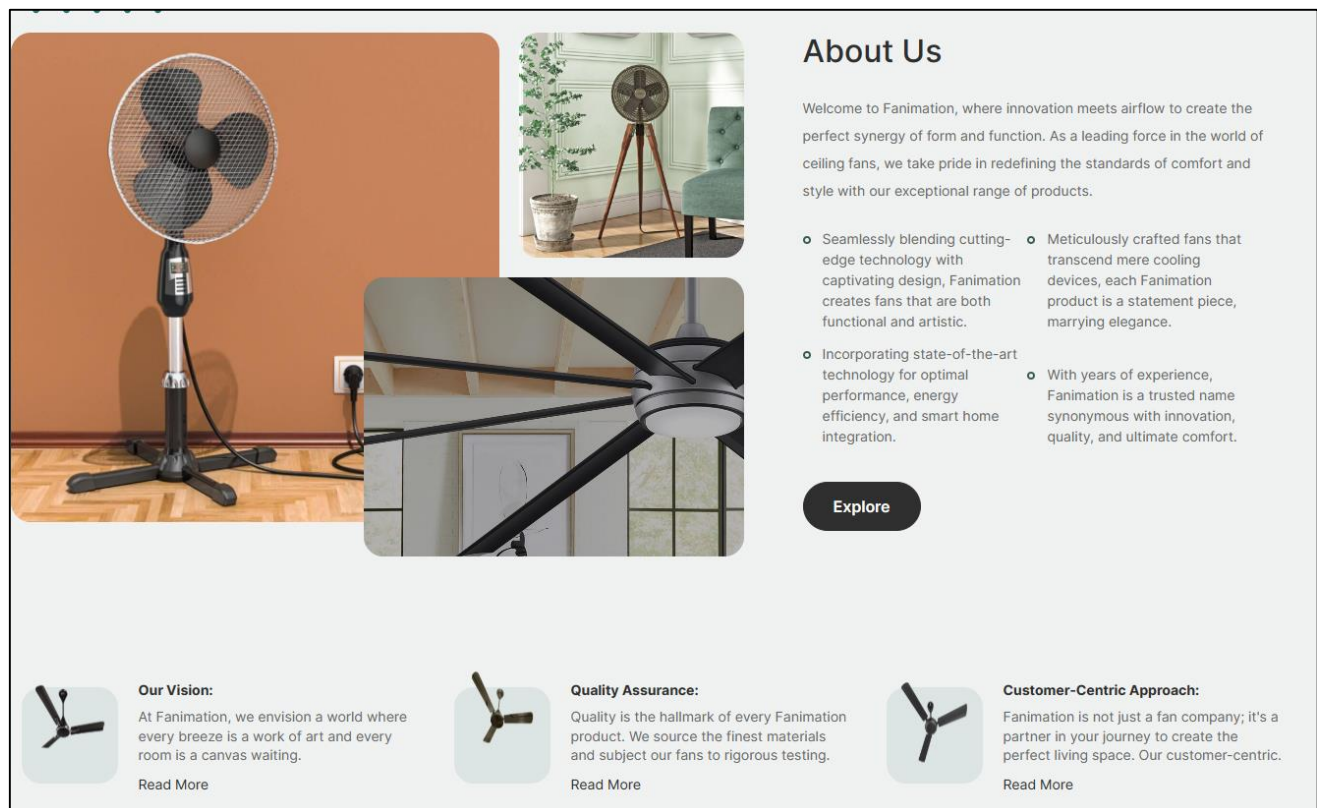 About Us
Welcome to Fanimation, where innovation meets airflow to create the
perfect synergy of form and function. As a leading force in the world of
ceiling fans, we take pride in redefining the standards of comfort and
style with our exceptional range of products.
Seamlessly blending cutting-
edge technology with
captivating design, Fanimation
creates fans that are both
functional and artistic.
Meticulously crafted fans that
transcend mere cooling
devices, each Fanimation
product is a statement piece,
marrying elegance.
Incorporating state-of-the-art
technology for optimal
performance, energy
efficiency, and smart home
integration.
With years of experience,
Fanimation is a trusted name
synonymous with innovation,
quality, and ultimate comfort.
Explore
Our Vision:
At Fanimation, we envision a world where
every breeze is a work of art and every
room is a canvas waiting.
Read More
Quality Assurance:
Quality is the hallmark of every Fanimation
product. We source the finest materials
and subject our fans to rigorous testing.
Read More
Customer-Centric Approach:
Fanimation is not just a fan company; it's a
partner in your journey to create the
perfect living space. Our customer-centric.
Read More